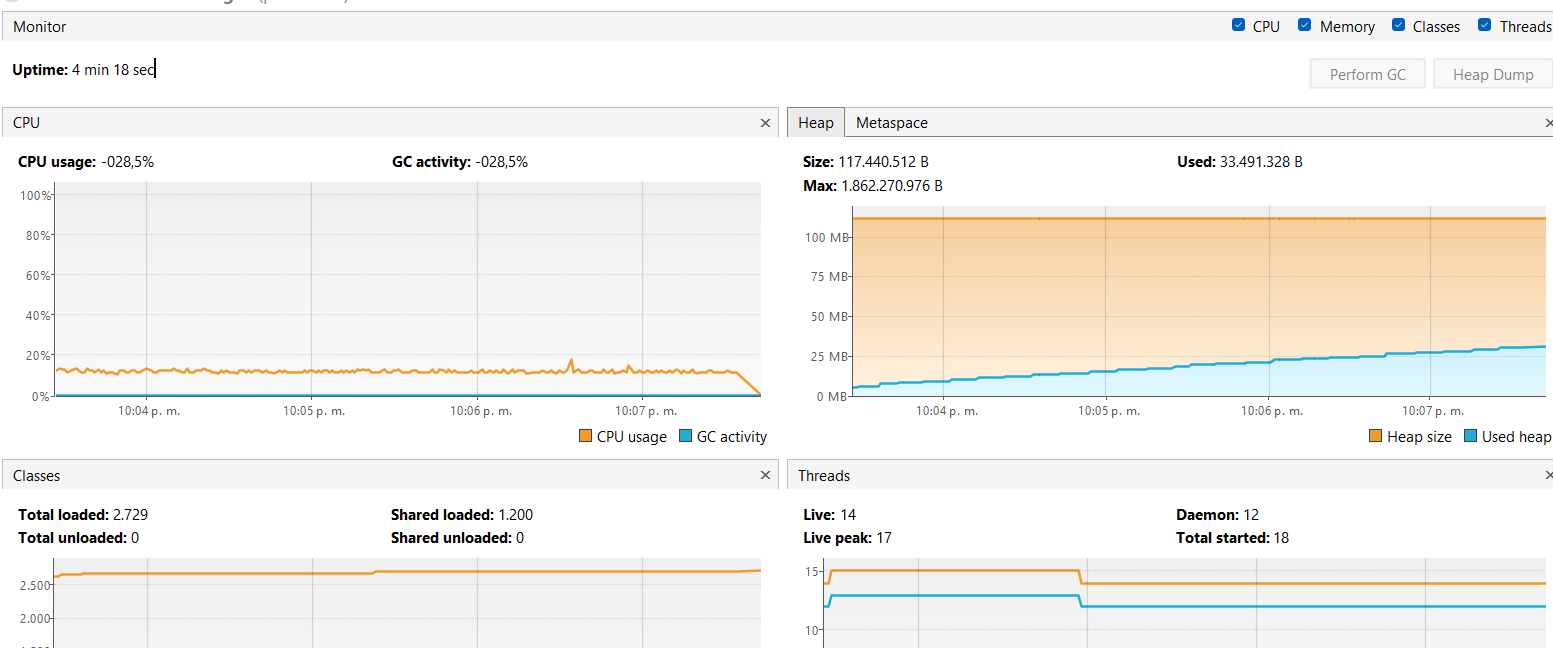 Monitor
CPU Memory Classes Threads
Uptime: 4 min 18 sec
Perform GC Heap Dump
CPU
CPU usage: -028,5% GC activity: -028,5%
100%
80%
60%
40%
20%
0%
10:04 p. m. 10:05 p. m. 10:06 p. m. 10:07 p. m.
CPU usage GC activity
Heap Metaspace
Size: 117.440.512 B Used: 33.491.328 B
Max: 1.862.270.976 B
100 MB
75 MB
50 MB
25 MB
0 MB
10:04 p. m. 10:05 p. m. 10:06 p. m. 10:07 p. m.
Heap size Used heap
Classes
Total loaded: 2.729 Shared loaded: 1.200
Total unloaded: 0 Shared unloaded: 0
2.500
2.000
Threads
Live: 14 Daemon: 12
Live peak: 17 Total started: 18
15
10